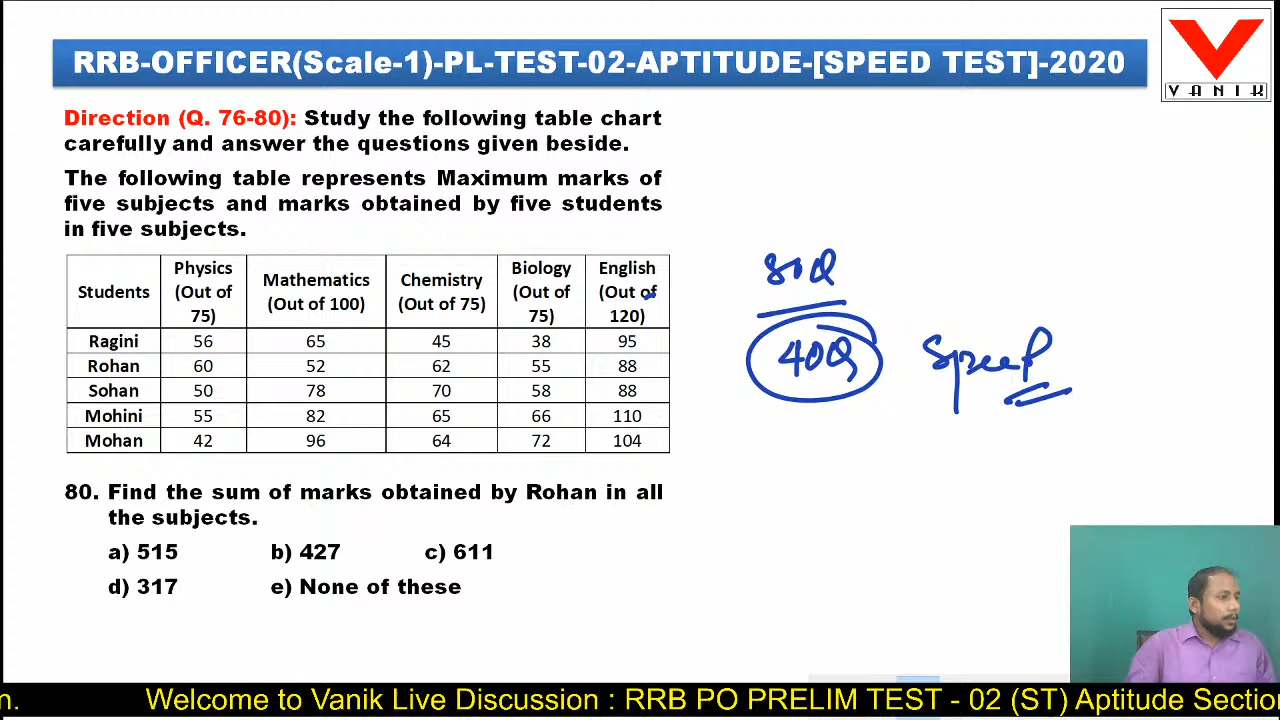 RRB-OFFICER(Scale-1)-PL-TEST-02-APTITUDE-[SPEED TEST]-2020
VANIK
Direction (Q. 76-80): Study the following table chart
carefully and answer the questions given beside.
The following table represents Maximum marks of
five subjects and marks obtained by five students
in five subjects.
Students Physics (Out of 75) Mathematics (Out of 100) Chemistry (Out of 75) Biology (Out of 75) English (Out of 120)
Ragini 56 65 45 38 95
Rohan 60 52 62 55 88
Sohan 50 78 70 58 88
Mohini 55 82 65 66 110
Mohan 42 96 64 72 104
80Q
40Q Speed
80. Find the sum of marks obtained by Rohan in all
the subjects.
a) 515 b) 427 c) 611
d) 317 e) None of these
n. Welcome to Vanik Live Discussion : RRB PO PRELIM TEST - 02 (ST) Aptitude Sectio